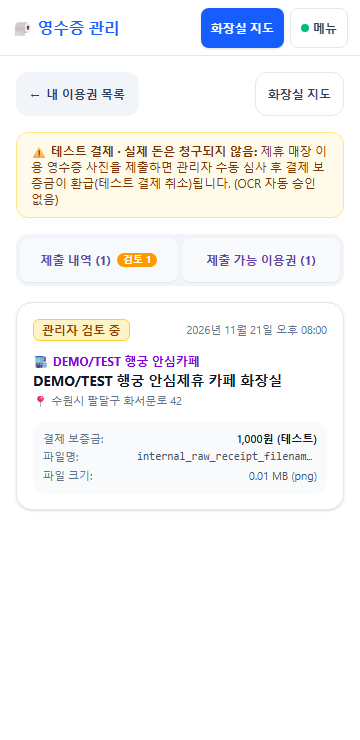 영수증 관리
화장실 지도
메뉴
← 내 이용권 목록
화장실 지도
⚠️ 테스트 결제 · 실제 돈은 청구되지 않음: 제휴 매장 이
용 영수증 사진을 제출하면 관리자 수동 심사 후 결제 보
증금이 환급(테스트 결제 취소)됩니다. (OCR 자동 승인
없음)
제출 내역 (1) 검토 1
제출 가능 이용권 (1)
관리자 검토 중
2026년 11월 21일 오후 08:00
DEMO/TEST 행궁 안심카페
DEMO/TEST 행궁 안심제휴 카페 화장실
📍 수원시 팔달구 화서문로 42
결제 보증금: 1,000원 (테스트)
파일명: internal_raw_receipt_filenam…
파일 크기: 0.01 MB (png)